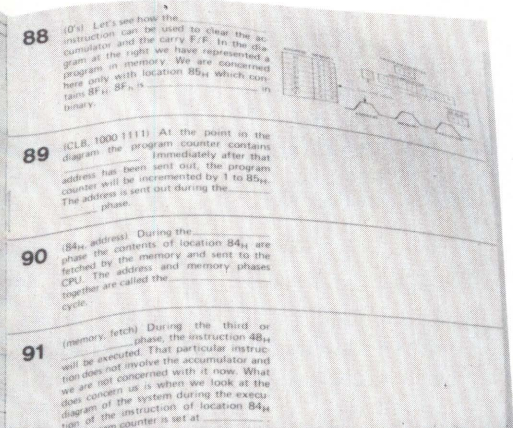 88
(0's) Let's see how the
instruction can be used to clear the ac-
cumulator and the carry F/F. In the dia-
gram at the right we have represented a
program in memory. We are concerned
here only with location 85H which con-
tains 8FH. 8FH is in
binary.
89
(CLB, 1000 1111) At the point in the
diagram the program counter contains
Immediately after that
address has been sent out, the program
counter will be incremented by 1 to 85H.
The address is sent out during the
phase.
90
(84H, address) During the
phase the contents of location 84H are
fetched by the memory and sent to the
CPU. The address and memory phases
together are called the
cycle.
91
(memory, fetch) During the third or
phase, the instruction 48H
will be executed. That particular instruc-
tion does not involve the accumulator and
we are not concerned with it now. What
does concern us is when we look at the
diagram of the system during the execu-
tion of the instruction of location 84H
counter is set at